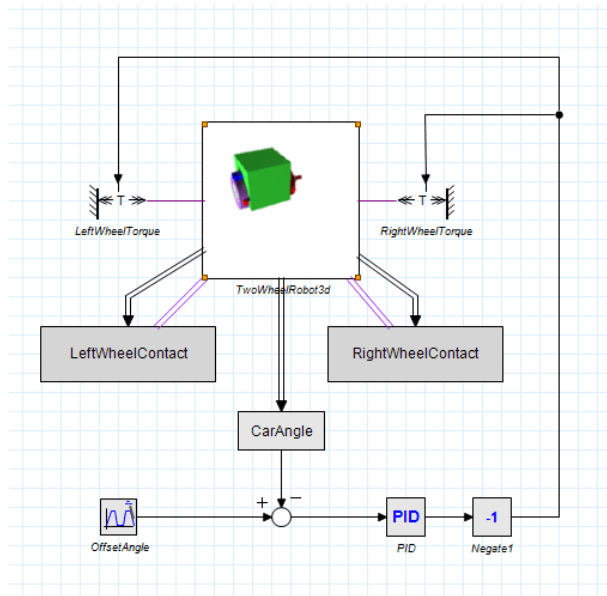 T
T
LeftWheelTorque
RightWheelTorque
TwoWheelRobot3d
LeftWheelContact
RightWheelContact
CarAngle
+
−
PID
-1
OffsetAngle
PID
Negate1